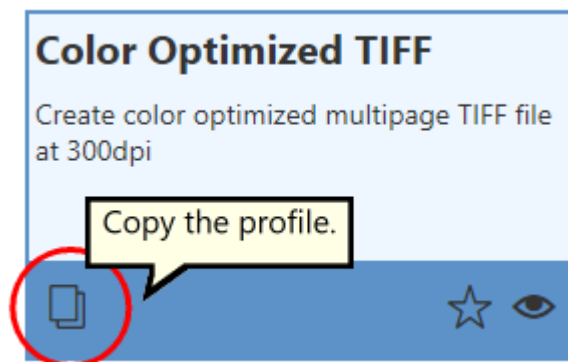 Color Optimized TIFF
Create color optimized multipage TIFF file
at 300dpi
Copy the profile.